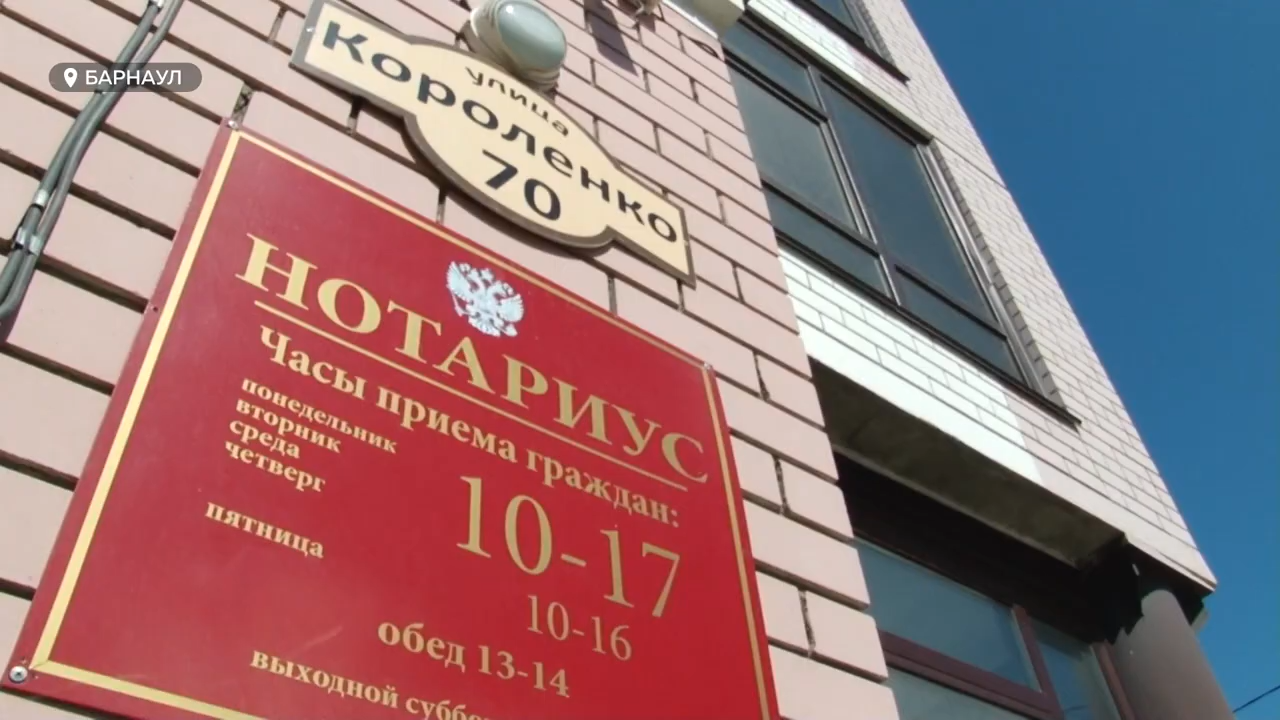 БАРНАУЛ
улица
Короленко
70
НОТАРИУС
Часы приема граждан:
понедельник
вторник
среда
четверг
10-17
пятница
10-16
обед 13-14
выходной